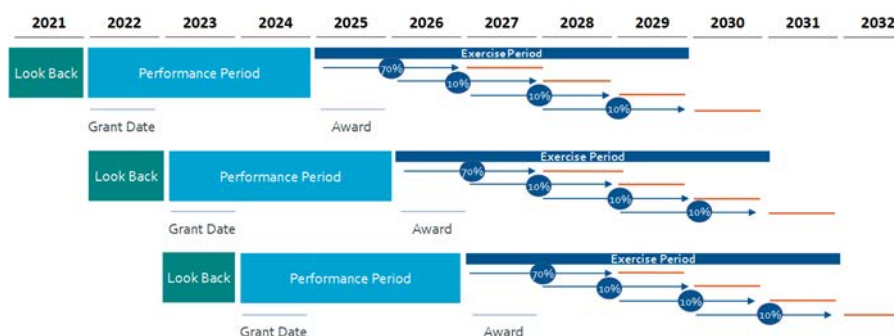 2021 2022 2023 2024 2025 2026 2027 2028 2029 2030 2031 2032
Exercise Period
Look Back
Performance Period
70%
10%
10%
10%
Grant Date
Award
Exercise Period
Look Back
Performance Period
70%
10%
10%
10%
Grant Date
Award
Exercise Period
Look Back
Performance Period
70%
10%
10%
10%
Grant Date
Award